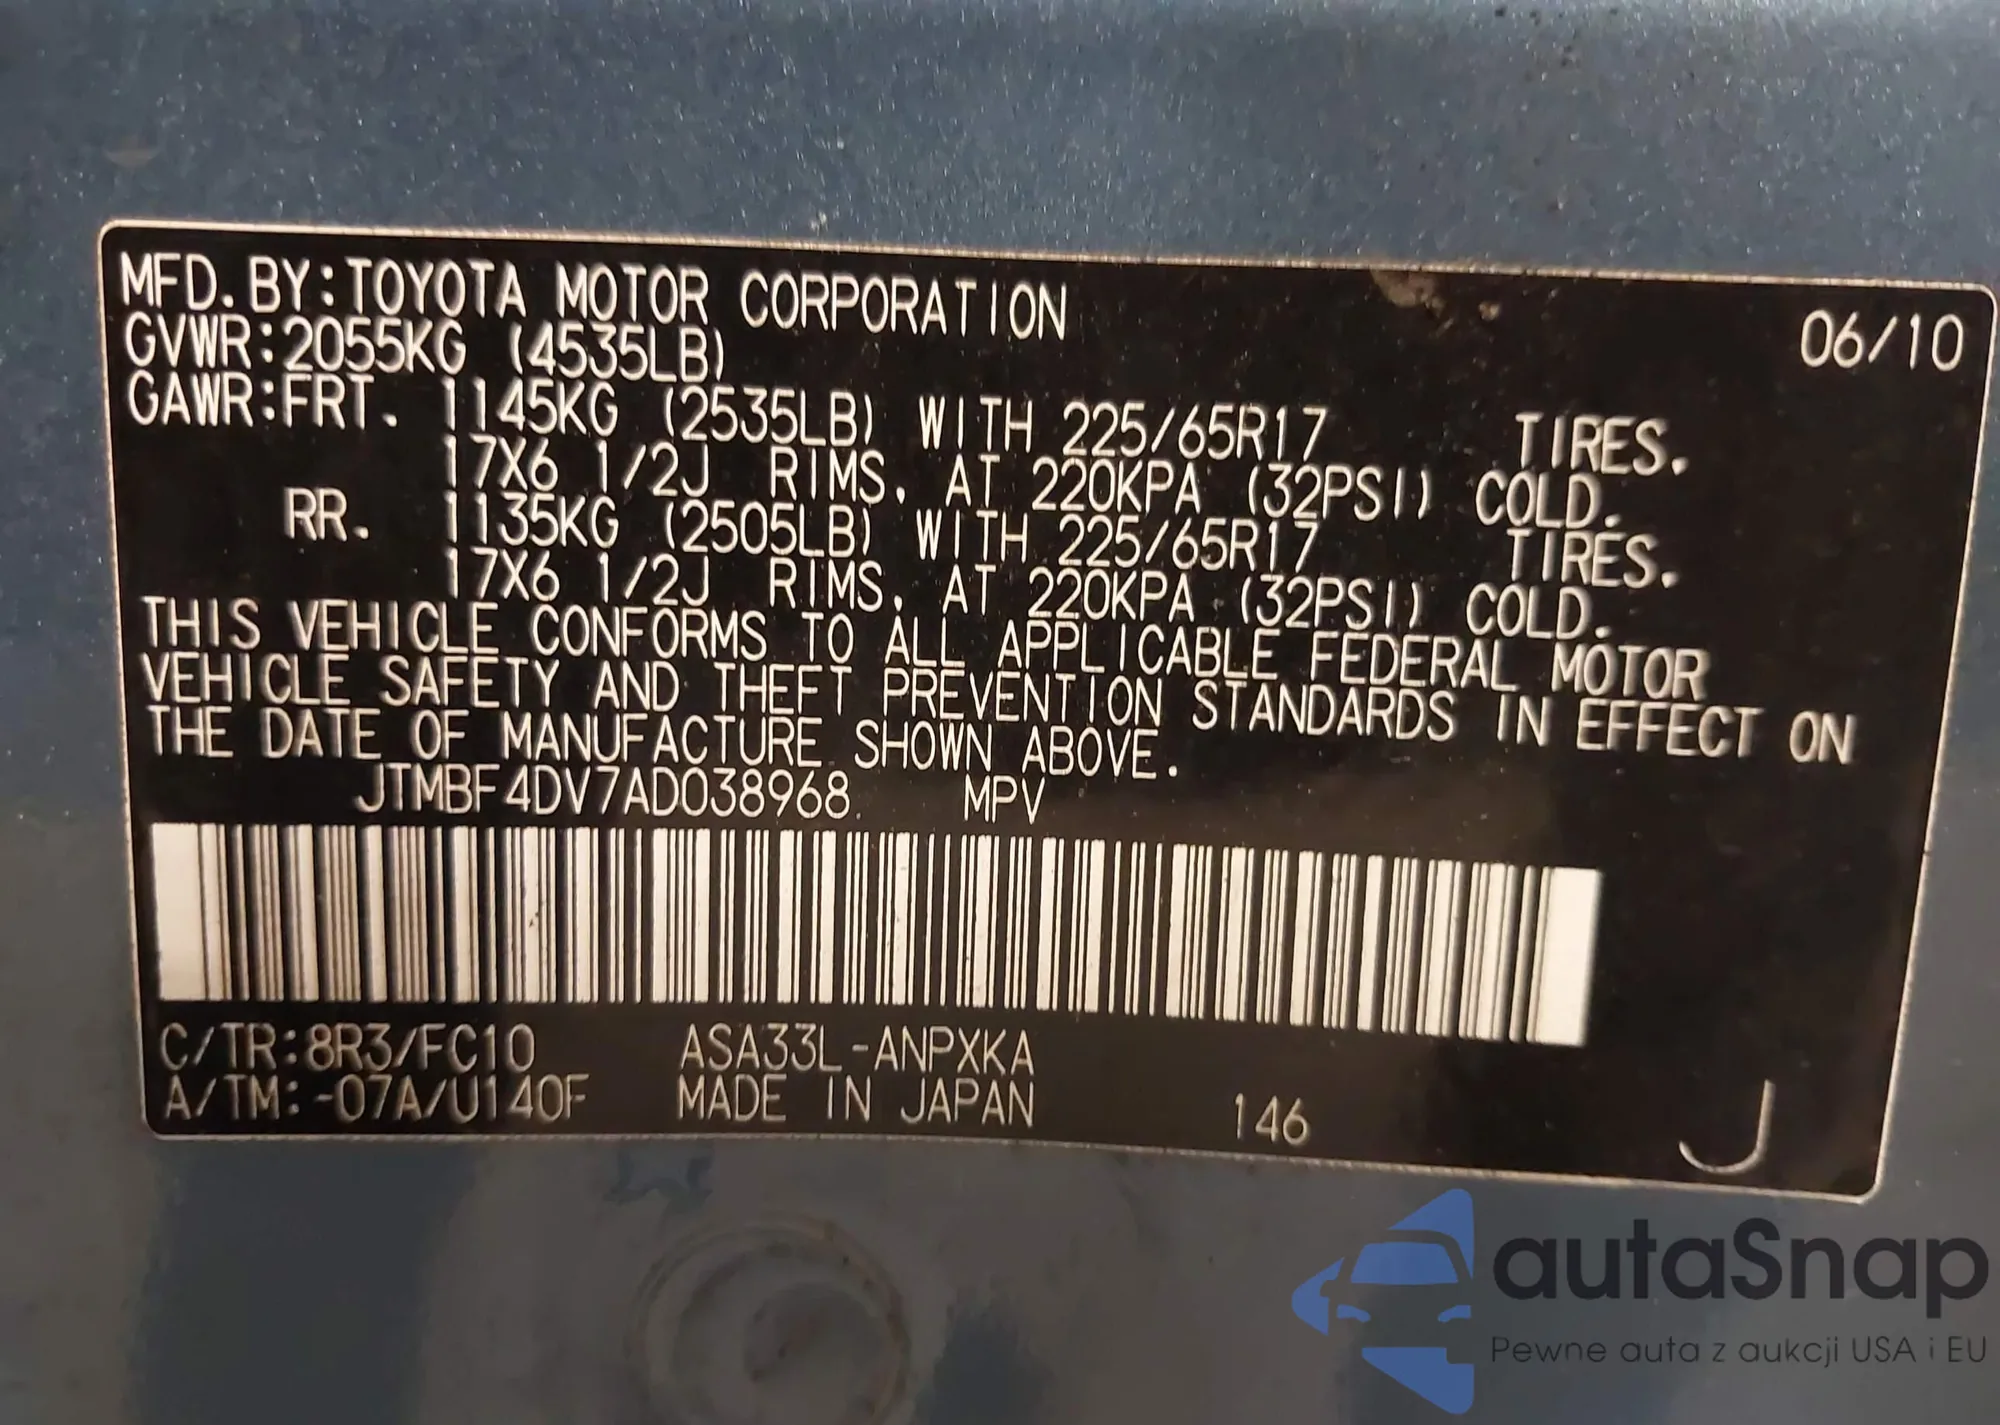 MFD. BY: TOYOTA MOTOR CORPORATION 06/10
GVWR: 2055KG (4535LB)
GAWR: FRT. 1145KG (2535LB) WITH 225/65R17 TIRES.
17X6 1/2J RIMS, AT 220KPA (32PSI) COLD.
RR. 1135KG (2505LB) WITH 225/65R17 TIRES.
17X6 1/2J RIMS, AT 220KPA (32PSI) COLD.
THIS VEHICLE CONFORMS TO ALL APPLICABLE FEDERAL MOTOR
VEHICLE SAFETY AND THEFT PREVENTION STANDARDS IN EFFECT ON
THE DATE OF MANUFACTURE SHOWN ABOVE.
JTMBF4DV7AD038968 MPV
C/TR: 8R3/FC10 ASA33L-ANPXKA
A/TM: -07A/U140F MADE IN JAPAN 146 J
autaSnap
Pewne auta z aukcji USA i EU